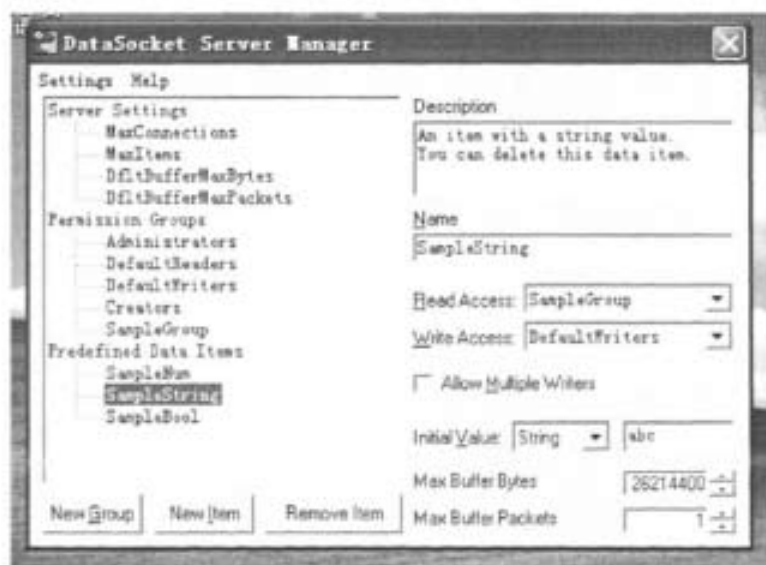 DataSocket Server Manager
Settings Help
Server Settings
MaxConnections
MaxItems
DfltBufferMaxBytes
DfltBufferMaxPackets
Permission Groups
Administrators
DefaultReaders
DefaultWriters
Creators
SampleGroup
Predefined Data Items
SampleNum
SampleString
SampleBool
New Group New Item Remove Item
Description
An item with a string value.
You can delete this data item.
Name
SampleString
Read Access: SampleGroup
Write Access: DefaultWriters
Allow Multiple Writers
Initial Value: String abc
Max Buffer Bytes 26214400
Max Buffer Packets 1